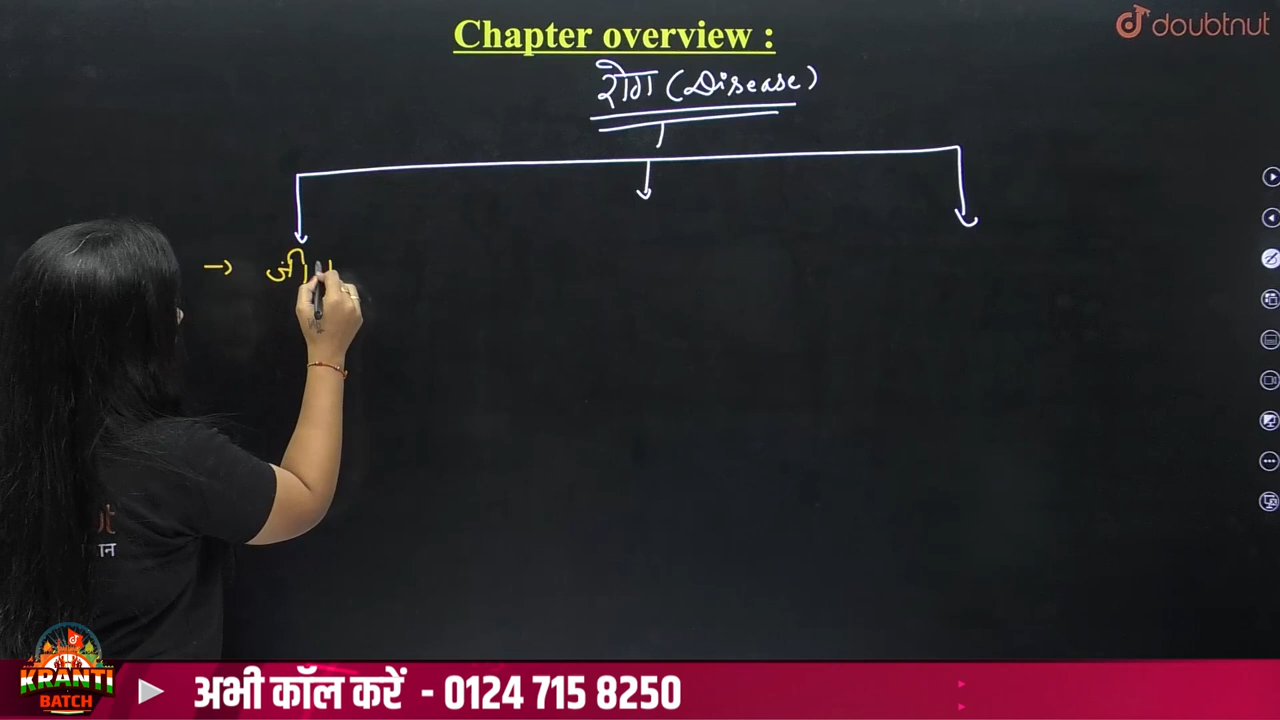 Chapter overview :
doubtnut
रोग (Disease)
→
KRANTI
BATCH
अभी कॉल करें - 0124 715 8250